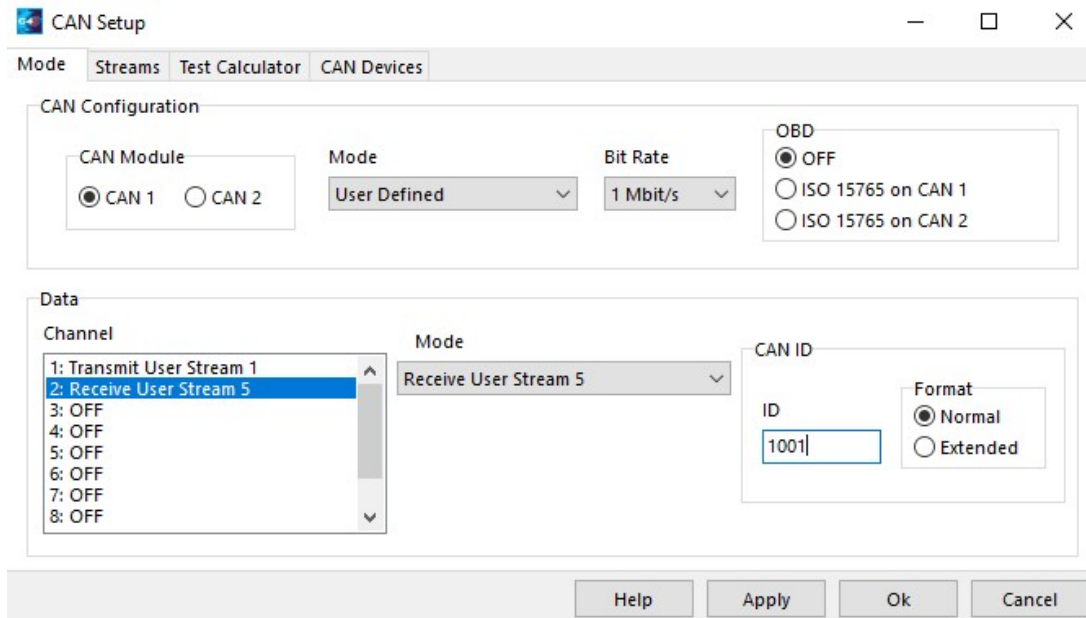 CAN Setup
Mode Streams Test Calculator CAN Devices
CAN Configuration
CAN Module
CAN 1 CAN 2
Mode
User Defined
Bit Rate
1 Mbit/s
OBD
OFF
ISO 15765 on CAN 1
ISO 15765 on CAN 2
Data
Channel
1: Transmit User Stream 1
2: Receive User Stream 5
3: OFF
4: OFF
5: OFF
6: OFF
7: OFF
8: OFF
Mode
Receive User Stream 5
CAN ID
ID
1001
Format
Normal
Extended
Help Apply Ok Cancel